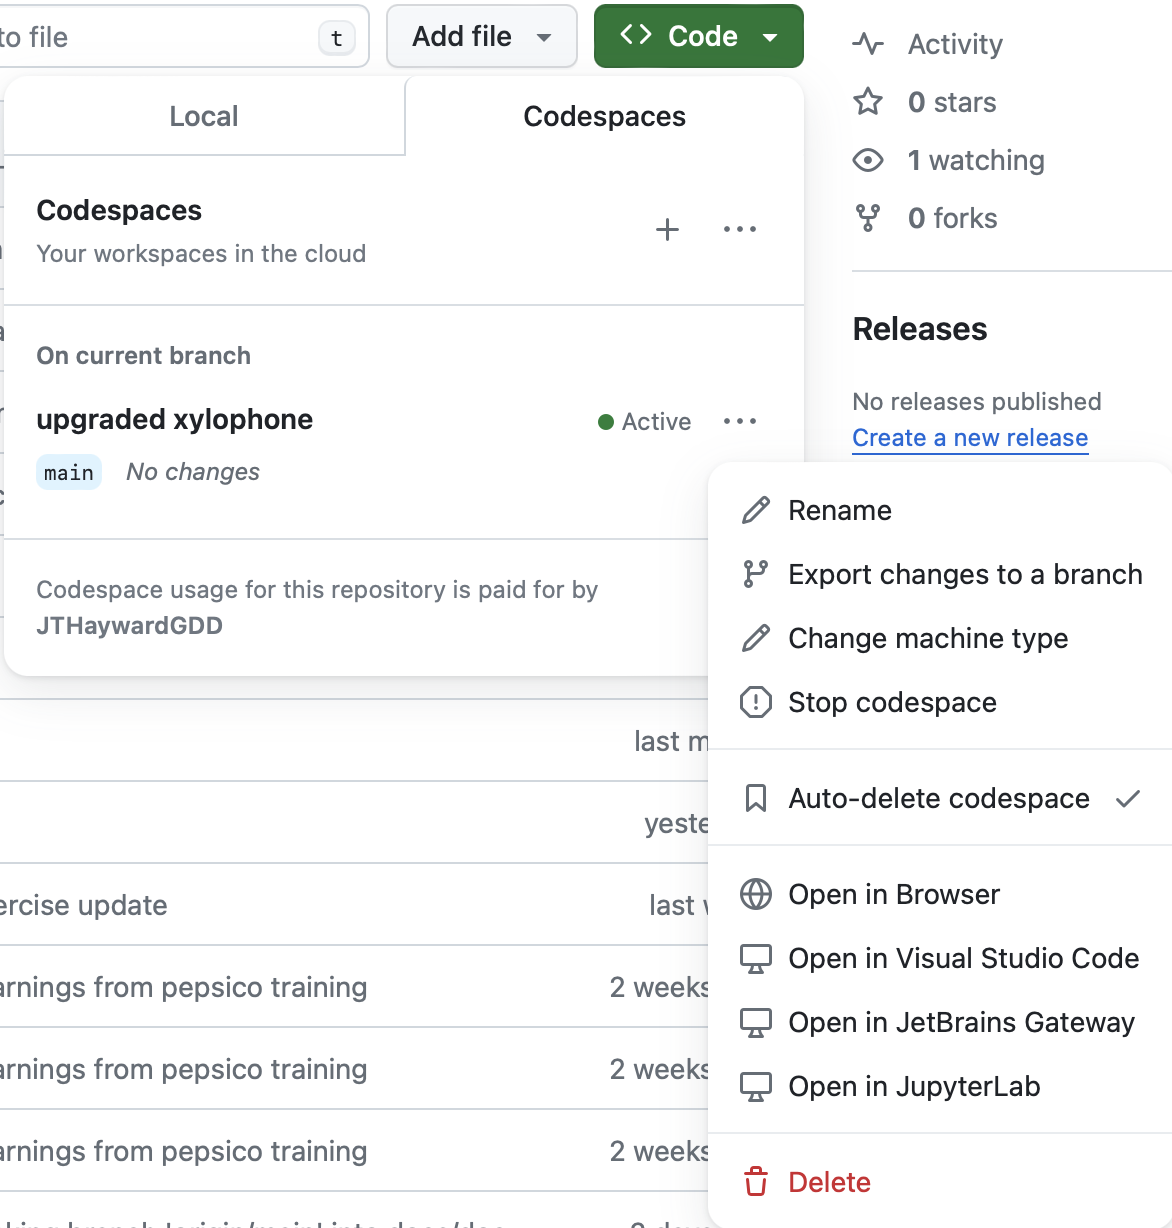 to file
t
Add file
Code
Local
Codespaces
Codespaces
Your workspaces in the cloud
On current branch
upgraded xylophone
Active
main
No changes
Codespace usage for this repository is paid for by
JTHaywardGDD
Activity
0 stars
1 watching
0 forks
Releases
No releases published
Create a new release
Rename
Export changes to a branch
Change machine type
Stop codespace
Auto-delete codespace
Open in Browser
Open in Visual Studio Code
Open in JetBrains Gateway
Open in JupyterLab
Delete
last m
yeste
ercise update
last
arnings from pepsico training
2 weeks
arnings from pepsico training
2 weeks
arnings from pepsico training
2 weeks